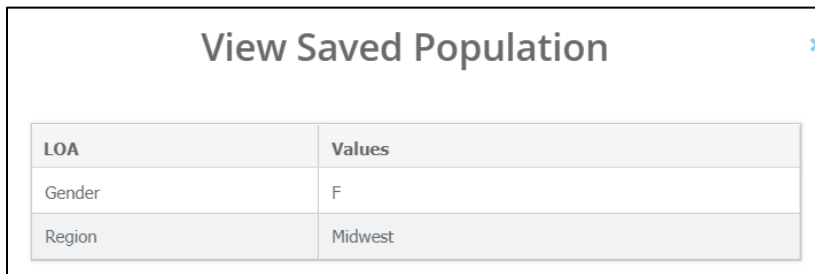 View Saved Population
LOA Values
Gender F
Region Midwest